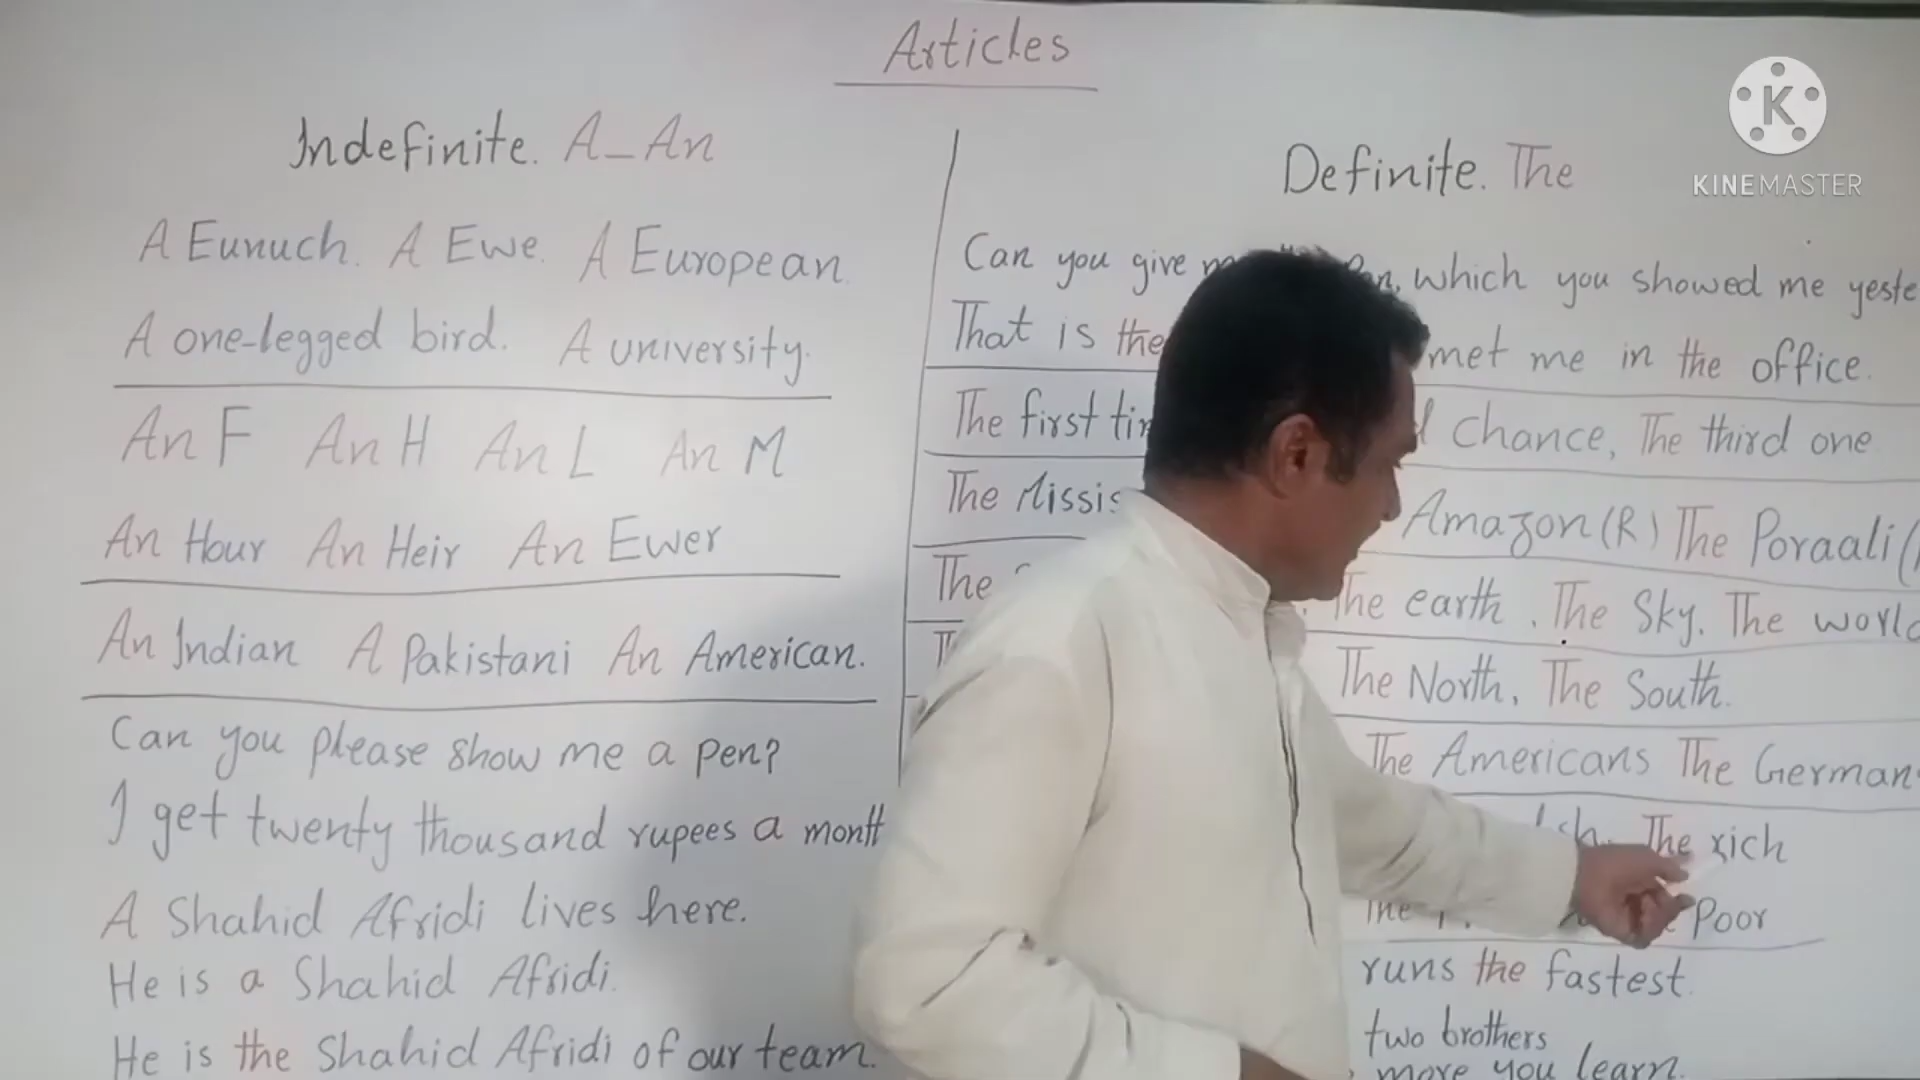 Articles
Indefinite. A_An
A Eunuch. A Ewe. A European.
A one-legged bird. A university.
An F An H An L An M
An Hour An Heir An Ewer
An Indian A Pakistani An American.
Can you please show me a pen?
I get twenty thousand rupees a month
A Shahid Afridi lives here.
He is a Shahid Afridi.
He is the Shahid Afridi of our team.
Definite. The
Can you give which you showed me
That is the met me in the office.
The first Chance, The third one
The Amazon(R) The Poraali
The The earth. The Sky. The world
The North, The South.
The Americans The German
The rich
The Poor
runs the fastest.
two brothers
more you learn.
K
KINEMASTER